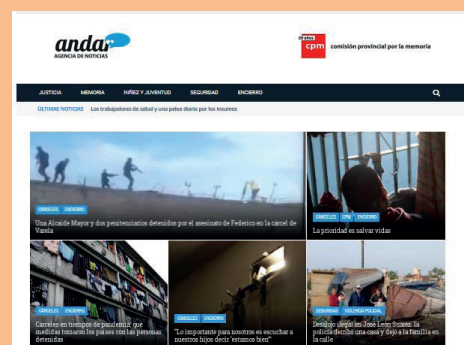 andar
AGENCIA DE NOTICIAS
20 años
cpm
comisión provincial por la memoria
JUSTICIA MEMORIA NIÑEZ Y JUVENTUD SEGURIDAD ENCIERRO
ÚLTIMAS NOTICIAS Los trabajadores de salud y una pelea diaria por los insumos
CÁRCELES ENCIERRO
Una Alcaide Mayor y dos penitenciarios detenidos por el asesinato de Federico en la cárcel de
Varela
CÁRCELES CPM ENCIERRO
La prioridad es salvar vidas
CÁRCELES ENCIERRO
Cárceles en tiempos de pandemia: qué
medidas tomaron los países con las personas
detenidas
CÁRCELES ENCIERRO
"Lo importante para nosotros es escuchar a
nuestros hijos decir 'estamos bien'"
SEGURIDAD VIOLENCIA POLICIAL
Desalojo ilegal en José León Suárez: la
policía derribó una casa y dejó a la familia en
la calle